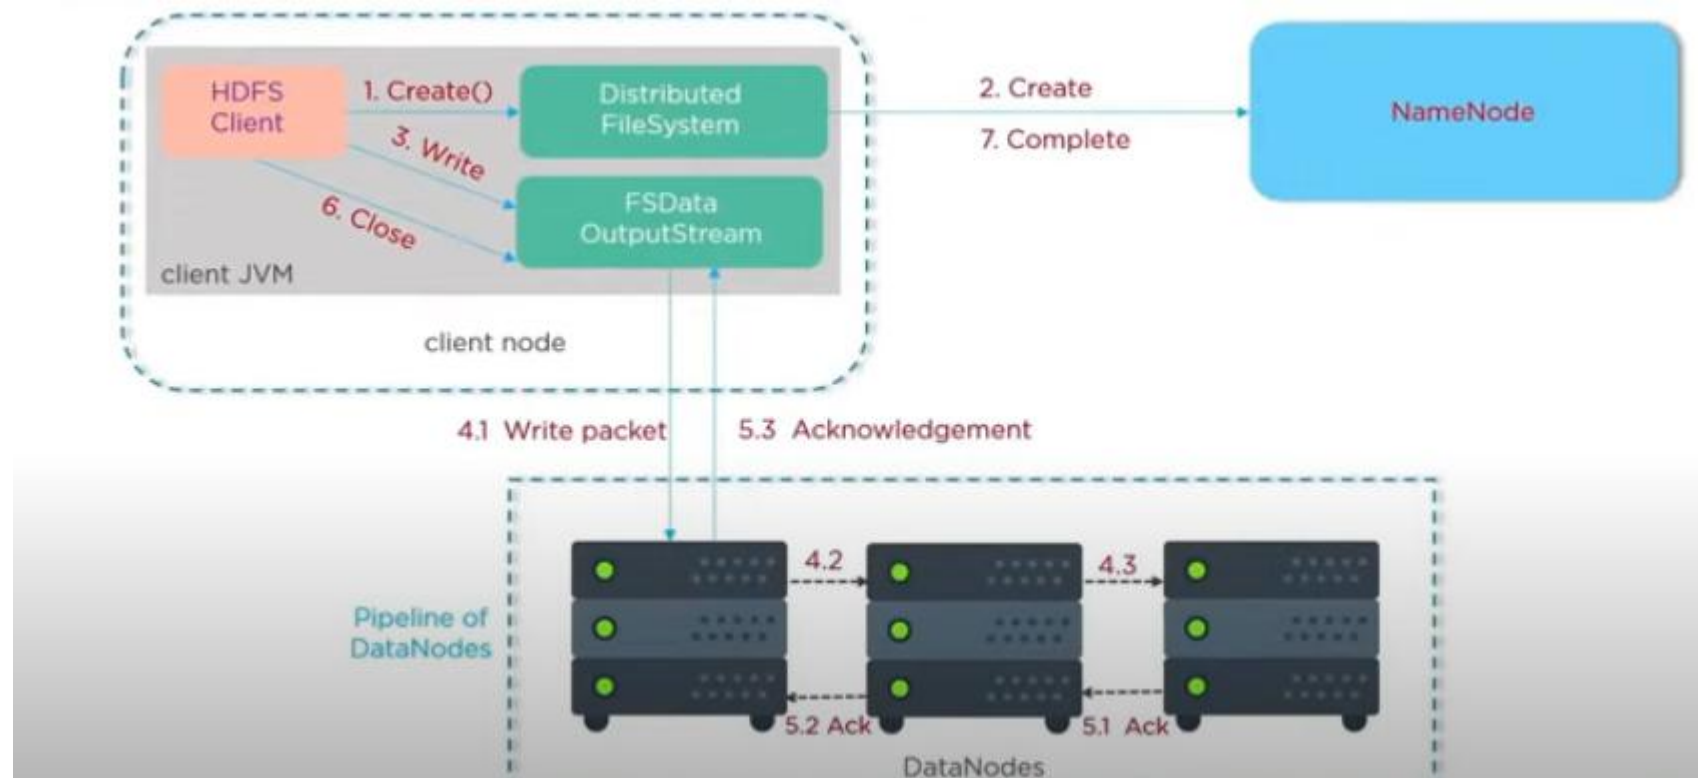 HDFS
Client
1. Create()
Distributed
FileSystem
2. Create
7. Complete
NameNode
3. Write
6. Close
FSData
OutputStream
client JVM
client node
4.1 Write packet
5.3 Acknowledgement
Pipeline of
DataNodes
4.2
4.3
5.2 Ack
5.1 Ack
DataNodes